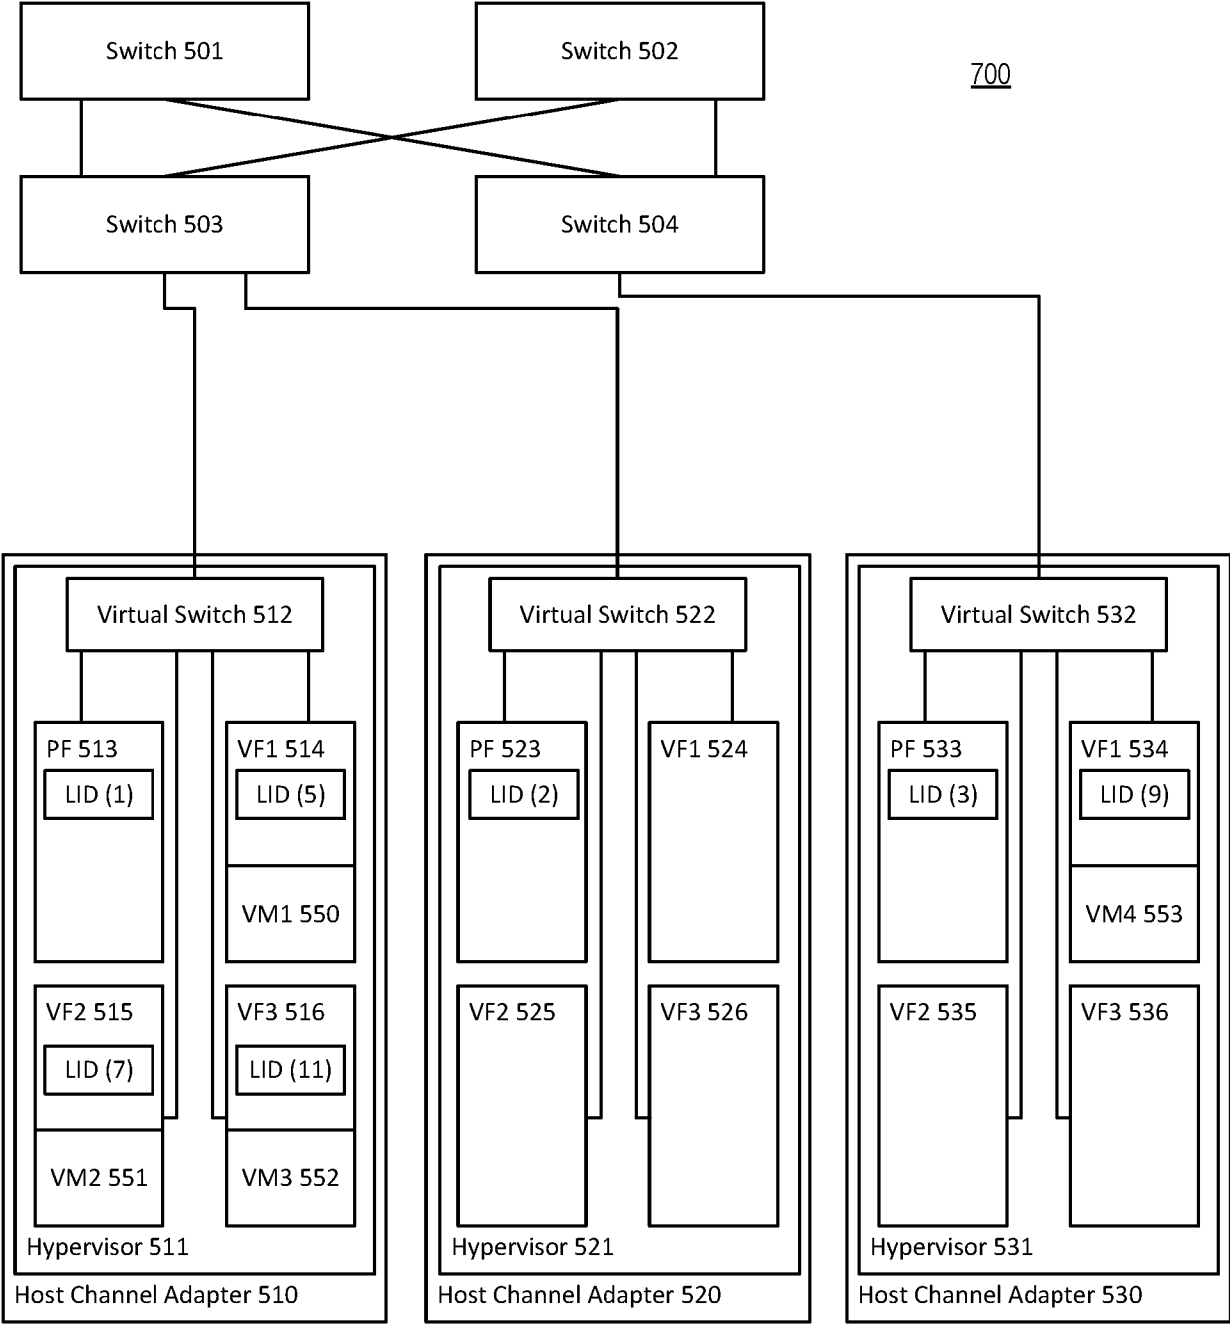 Switch 501
Switch 502
700
Switch 503
Switch 504
Virtual Switch 512
Virtual Switch 522
Virtual Switch 532
PF 513
LID (1)
VF1 514
LID (5)
VM1 550
VF2 515
LID (7)
VM2 551
VF3 516
LID (11)
VM3 552
Hypervisor 511
Host Channel Adapter 510
PF 523
LID (2)
VF1 524
VF2 525
VF3 526
Hypervisor 521
Host Channel Adapter 520
PF 533
LID (3)
VF1 534
LID (9)
VM4 553
VF2 535
VF3 536
Hypervisor 531
Host Channel Adapter 530